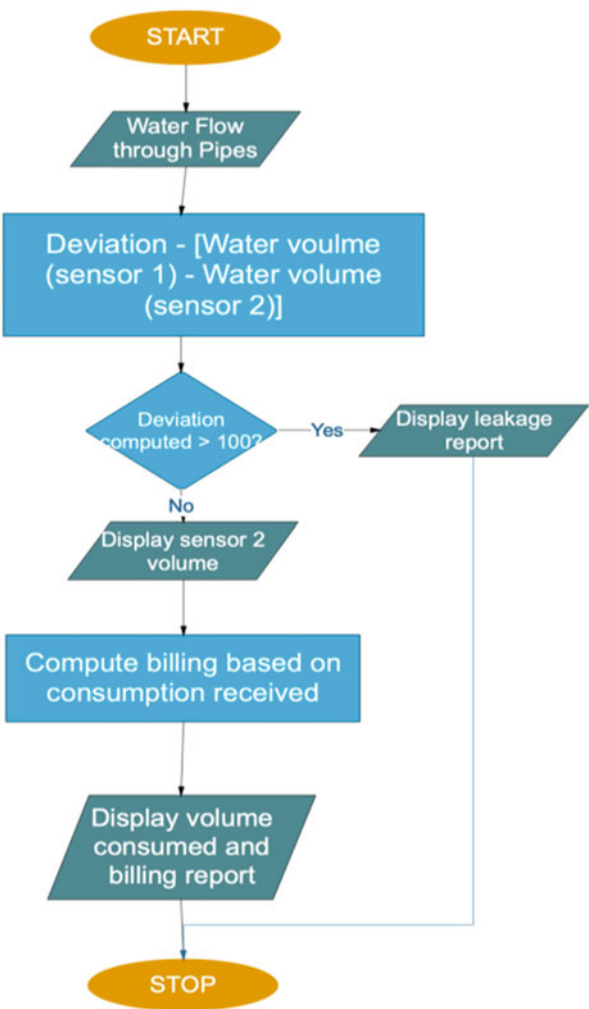 START
Water Flow
through Pipes
Deviation - [Water voulme
(sensor 1) - Water volume
(sensor 2)]
Deviation
computed > 100?
Yes
Display leakage
report
No
Display sensor 2
volume
Compute billing based on
consumption received
Display volume
consumed and
billing report
STOP